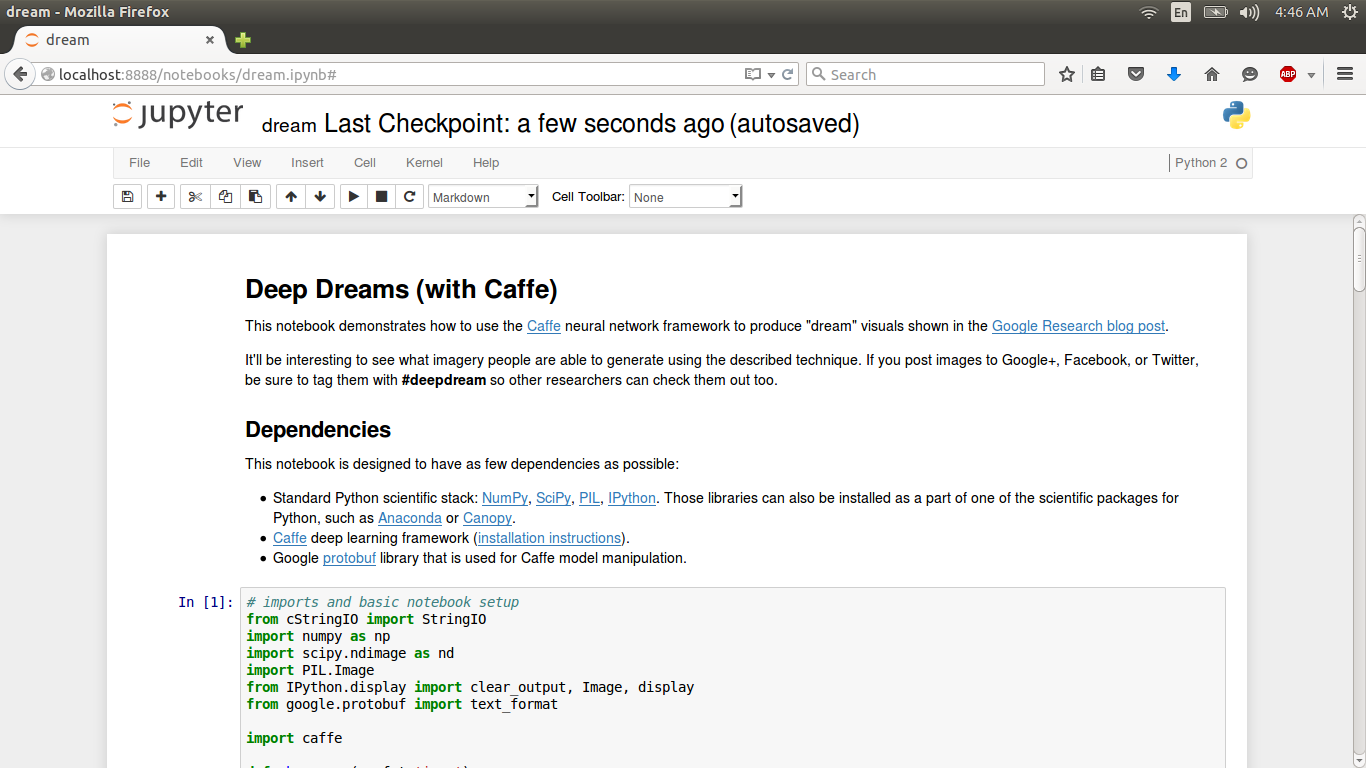 dream - Mozilla Firefox
En
4:46 AM
dream
localhost:8888/notebooks/dream.ipynb#
Search
ABP
jupyter
dream Last Checkpoint: a few seconds ago (autosaved)
File Edit View Insert Cell Kernel Help
Python 2
Markdown
Cell Toolbar: None
Deep Dreams (with Caffe)
This notebook demonstrates how to use the Caffe neural network framework to produce "dream" visuals shown in the Google Research blog post.
It'll be interesting to see what imagery people are able to generate using the described technique. If you post images to Google+, Facebook, or Twitter,
be sure to tag them with #deepdream so other researchers can check them out too.
Dependencies
This notebook is designed to have as few dependencies as possible:
• Standard Python scientific stack: NumPy, SciPy, PIL, IPython. Those libraries can also be installed as a part of one of the scientific packages for
Python, such as Anaconda or Canopy.
• Caffe deep learning framework (installation instructions).
• Google protobuf library that is used for Caffe model manipulation.
In [1]: # imports and basic notebook setup
from cStringIO import StringIO
import numpy as np
import scipy.ndimage as nd
import PIL.Image
from IPython.display import clear_output, Image, display
from google.protobuf import text_format
import caffe